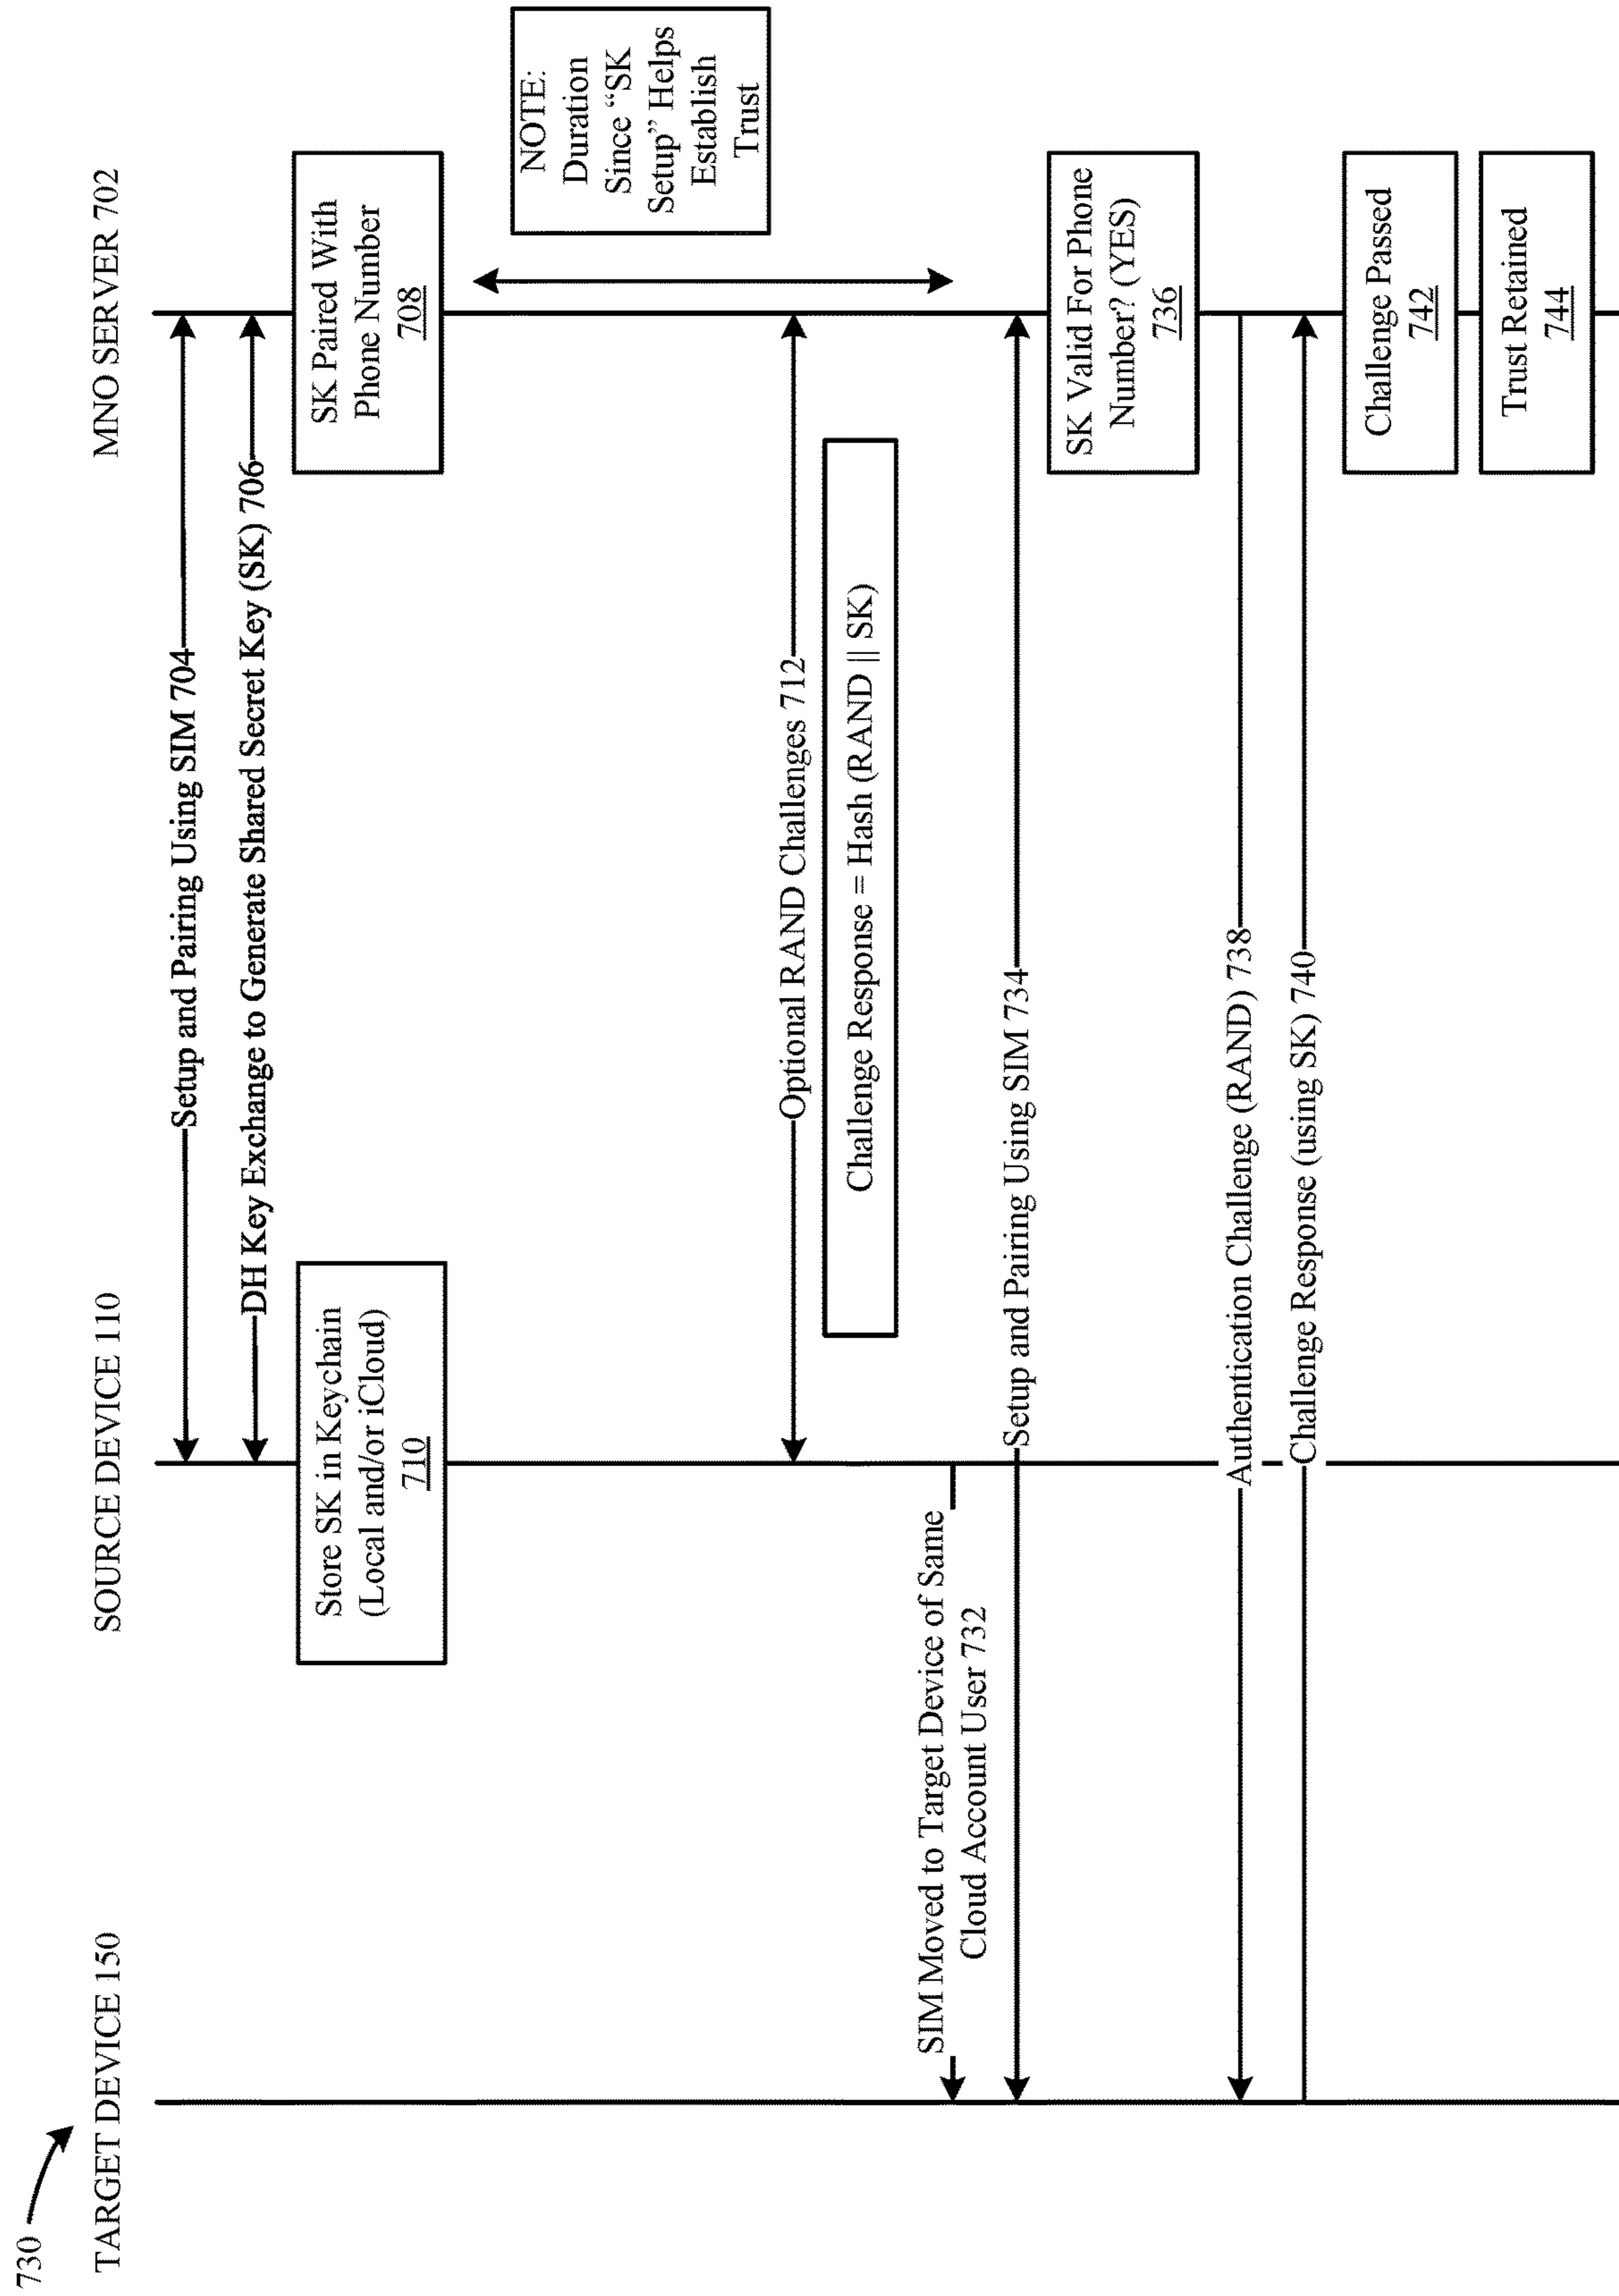 730
TARGET DEVICE 150
SOURCE DEVICE 110
MNO SERVER 702
Setup and Pairing Using SIM 704
DH Key Exchange to Generate Shared Secret Key (SK) 706
Store SK in Keychain
(Local and/or iCloud)
710
SK Paired With
Phone Number
708
NOTE:
Duration
Since “SK
Setup” Helps
Establish
Trust
Optional RAND Challenges 712
Challenge Response = Hash (RAND || SK)
SIM Moved to Target Device of Same
Cloud Account User 732
Setup and Pairing Using SIM 734
SK Valid For Phone
Number? (YES)
736
Authentication Challenge (RAND) 738
Challenge Response (using SK) 740
Challenge Passed
742
Trust Retained
744